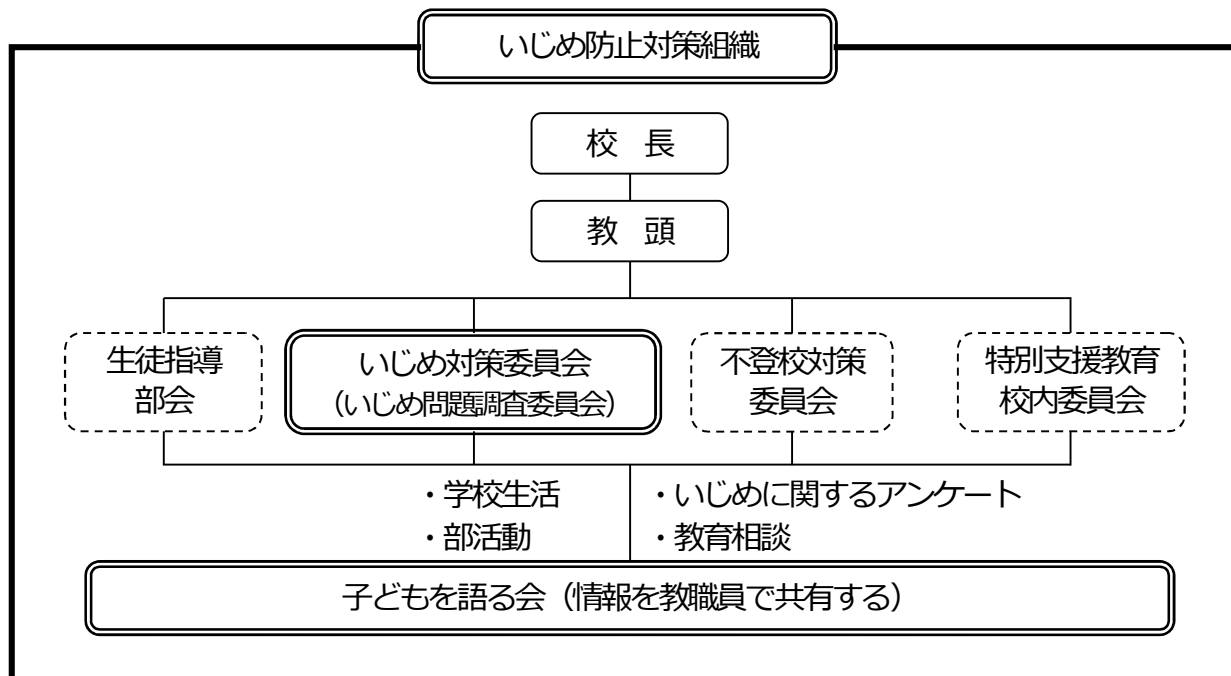 いじめ防止対策組織
校 長
教 頭
生徒指導
部会
いじめ対策委員会
（いじめ問題調査委員会）
不登校対策
委員会
特別支援教育
校内委員会
・学校生活
・部活動
・いじめに関するアンケート
・教育相談
子どもを語る会（情報を教職員で共有する）